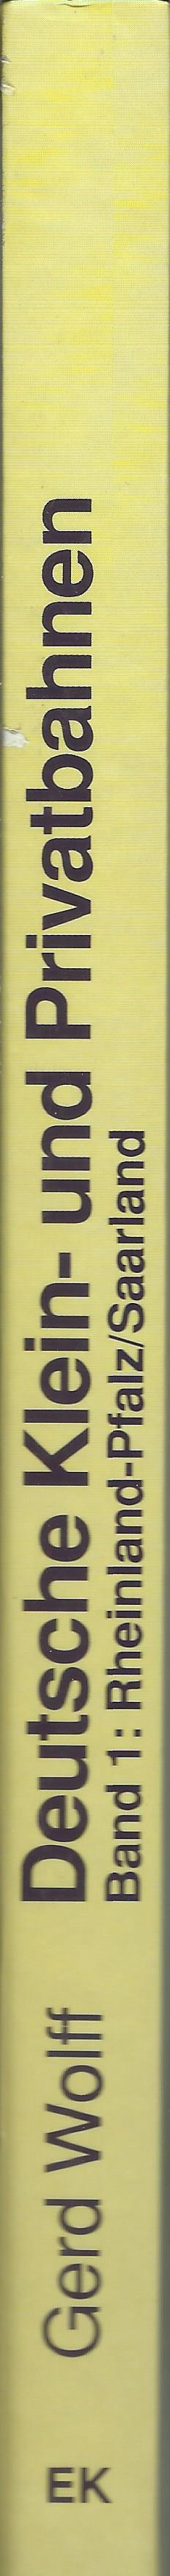 Gerd Wolff
Deutsche Klein- und Privatbahnen
Band 1: Rheinland-Pfalz/Saarland
EK